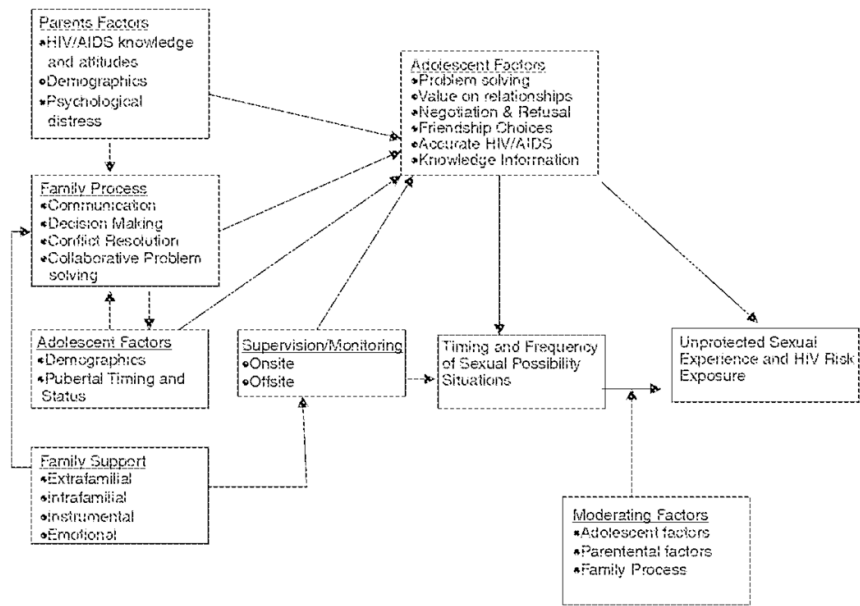 Parents Factors
•HIV/AIDS knowledge
and attitudes
•Demographics
•Psychological
distress
Adolescent Factors
•Problem solving
•Value on relationships
•Negotiation & Refusal
•Friendship Choices
•Accurate HIV/AIDS
•Knowledge Information
Family Process
•Communication
•Decision Making
•Conflict Resolution
•Collaborative Problem
solving
Adolescent Factors
•Demographics
•Pubertal Timing and
Status
Supervision/Monitoring
•Onsite
•Offsite
Timing and Frequency
of Sexual Possibility
Situations
Unprotected Sexual
Experience and HIV Risk
Exposure
Family Support
•Extrafamilial
•Intrafamilial
•Instrumental
•Emotional
Moderating Factors
•Adolescent factors
•Parentental factors
•Family Process